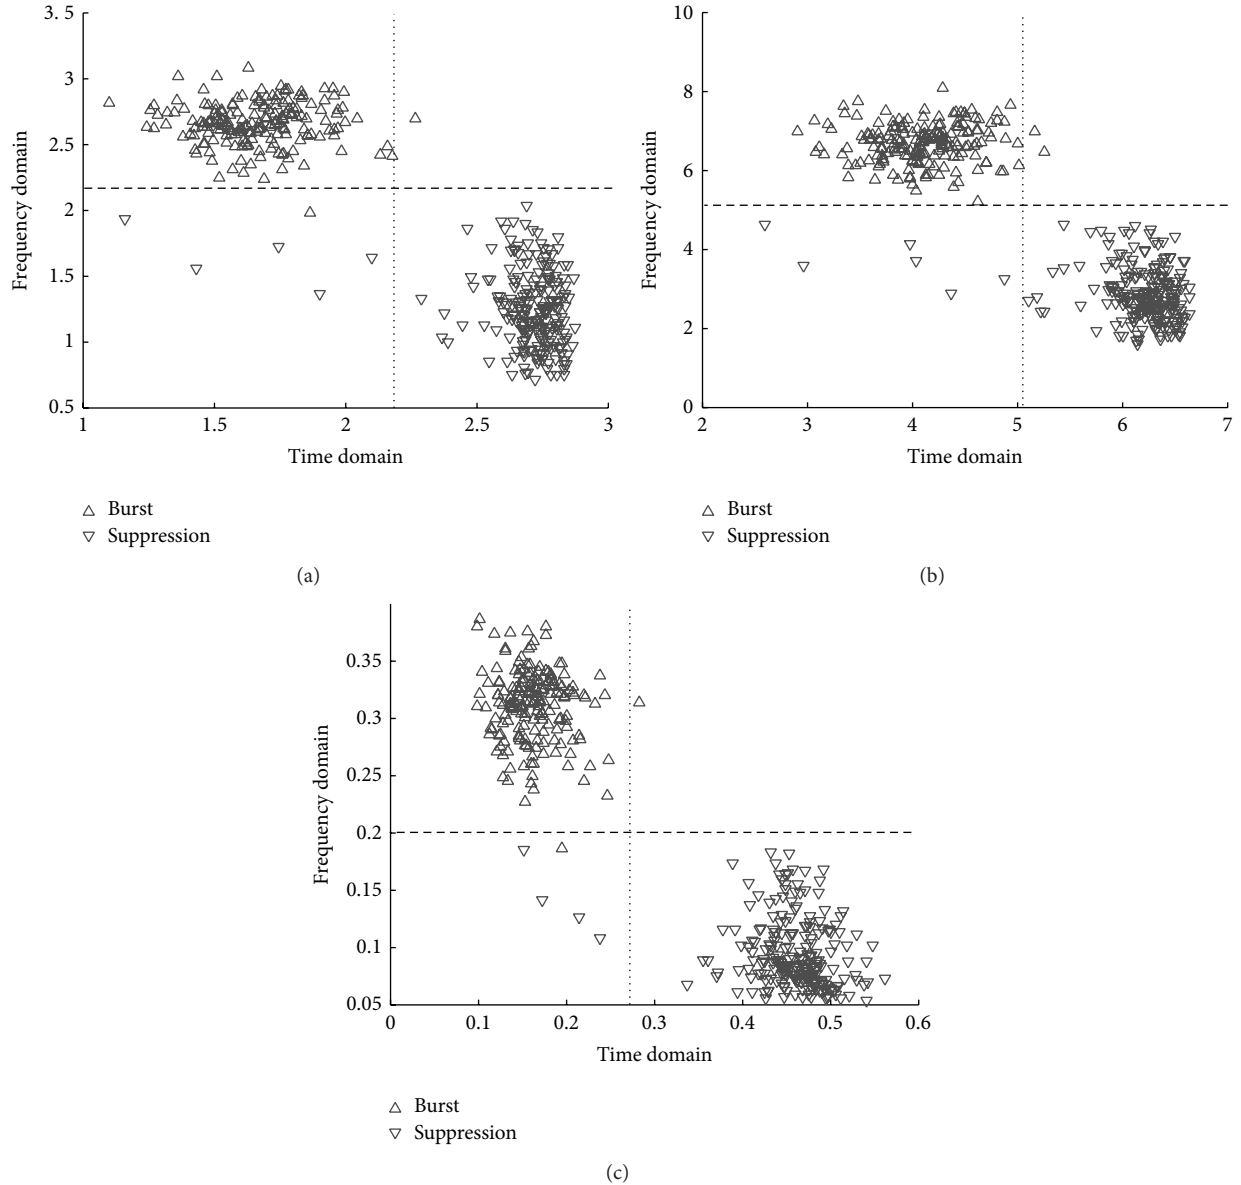 3. 5
3
2.5
2
1.5
1
0.5
Frequency domain
1
1.5
2
2.5
3
Time domain
Burst
Suppression
(a)
10
8
6
4
2
0
Frequency domain
2
3
4
5
6
7
Time domain
Burst
Suppression
(b)
0.35
0.3
0.25
0.2
0.15
0.1
0.05
Frequency domain
0
0.1
0.2
0.3
0.4
0.5
0.6
Time domain
Burst
Suppression
(c)